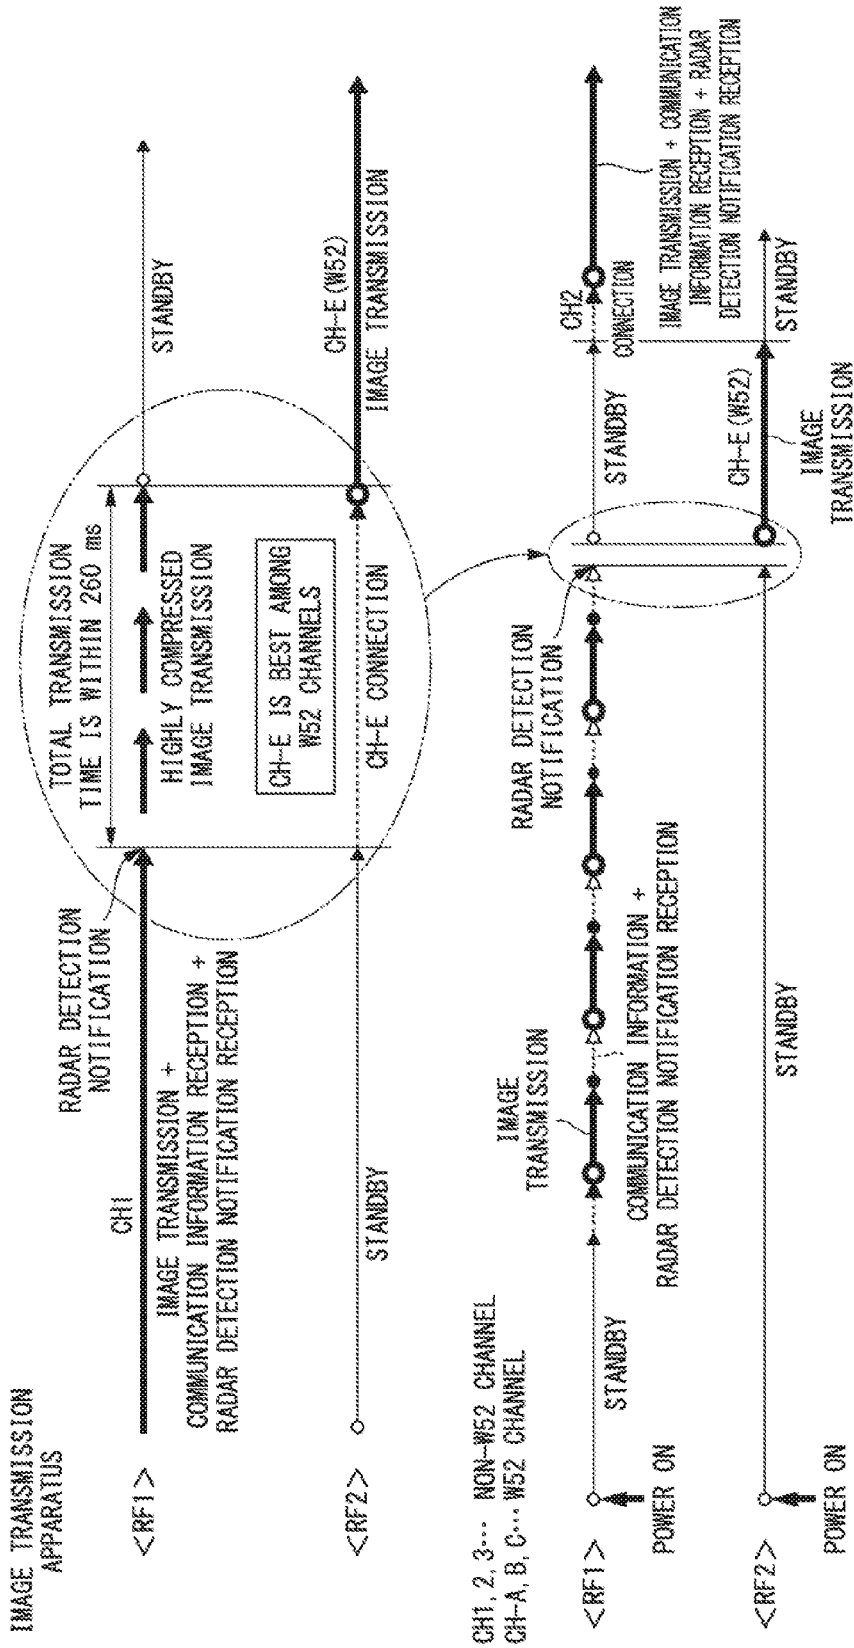 IMAGE TRANSMISSION
APPARATUS
<RF1>
CH1
IMAGE TRANSMISSION +
COMMUNICATION INFORMATION RECEPTION +
RADAR DETECTION NOTIFICATION RECEPTION
RADAR DETECTION
NOTIFICATION
TOTAL TRANSMISSION
TIME IS WITHIN 260 ms
HIGHLY COMPRESSED
IMAGE TRANSMISSION
STANDBY
<RF2>
STANDBY
CH-E IS BEST AMONG
W52 CHANNELS
CH-E CONNECTION
CH-E (W52)
IMAGE TRANSMISSION
CH1, 2, 3··· NON-W52 CHANNEL
CH-A, B, C··· W52 CHANNEL
<RF1>
POWER ON
STANDBY
IMAGE
TRANSMISSION
COMMUNICATION INFORMATION +
RADAR DETECTION NOTIFICATION RECEPTION
RADAR DETECTION
NOTIFICATION
STANDBY
CH2
CONNECTION
IMAGE TRANSMISSION + COMMUNICATION
INFORMATION RECEPTION + RADAR
DETECTION NOTIFICATION RECEPTION
<RF2>
POWER ON
STANDBY
CH-E (W52)
IMAGE
TRANSMISSION
STANDBY